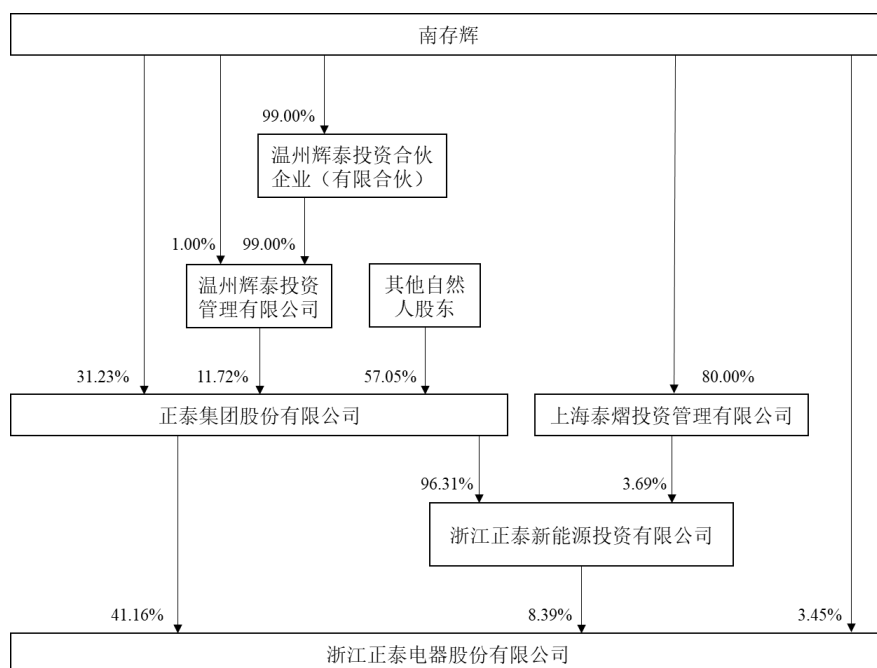 南存辉
99.00%
温州辉泰投资合伙
企业（有限合伙）
1.00%
99.00%
温州辉泰投资
管理有限公司
其他自然
人股东
31.23%
11.72%
57.05%
80.00%
正泰集团股份有限公司
上海泰熠投资管理有限公司
96.31%
3.69%
浙江正泰新能源投资有限公司
41.16%
8.39%
3.45%
浙江正泰电器股份有限公司